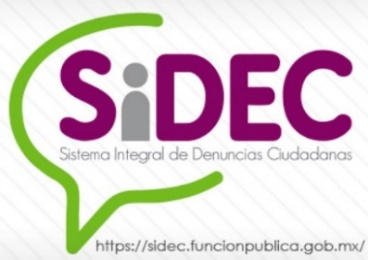 SiDEC
Sistema Integral de Denuncias Ciudadanas
https://sidec.funcionpublica.gob.mx/